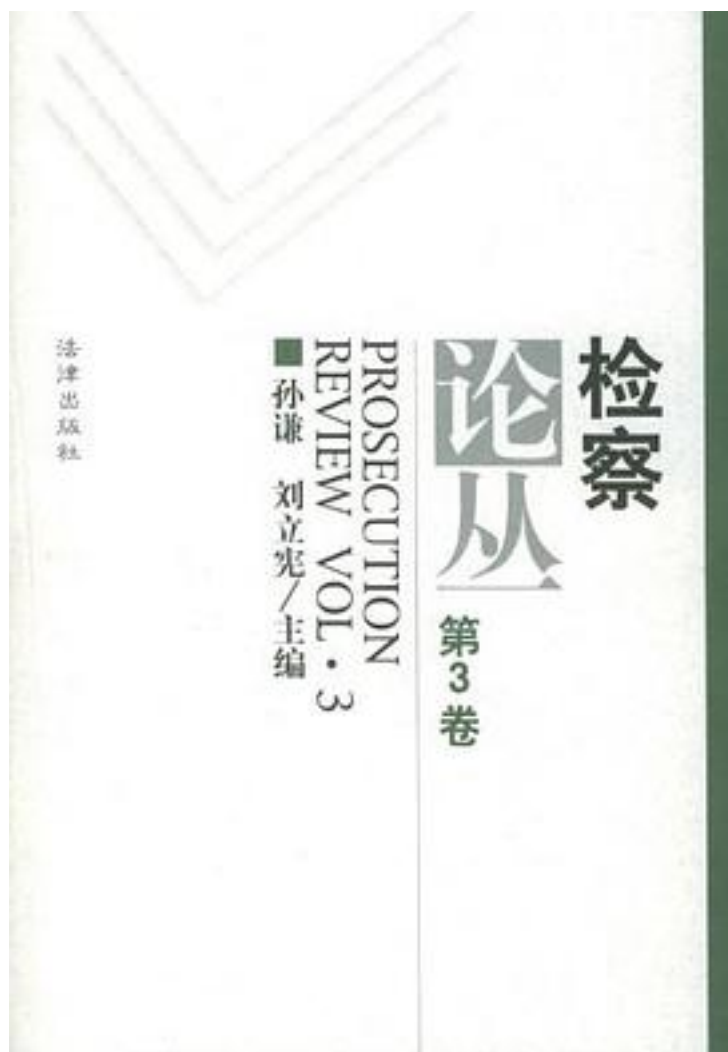 检察
论丛
第3卷
PROSECUTION
REVIEW VOL·3
孙谦 刘立宪/主编
法律出版社